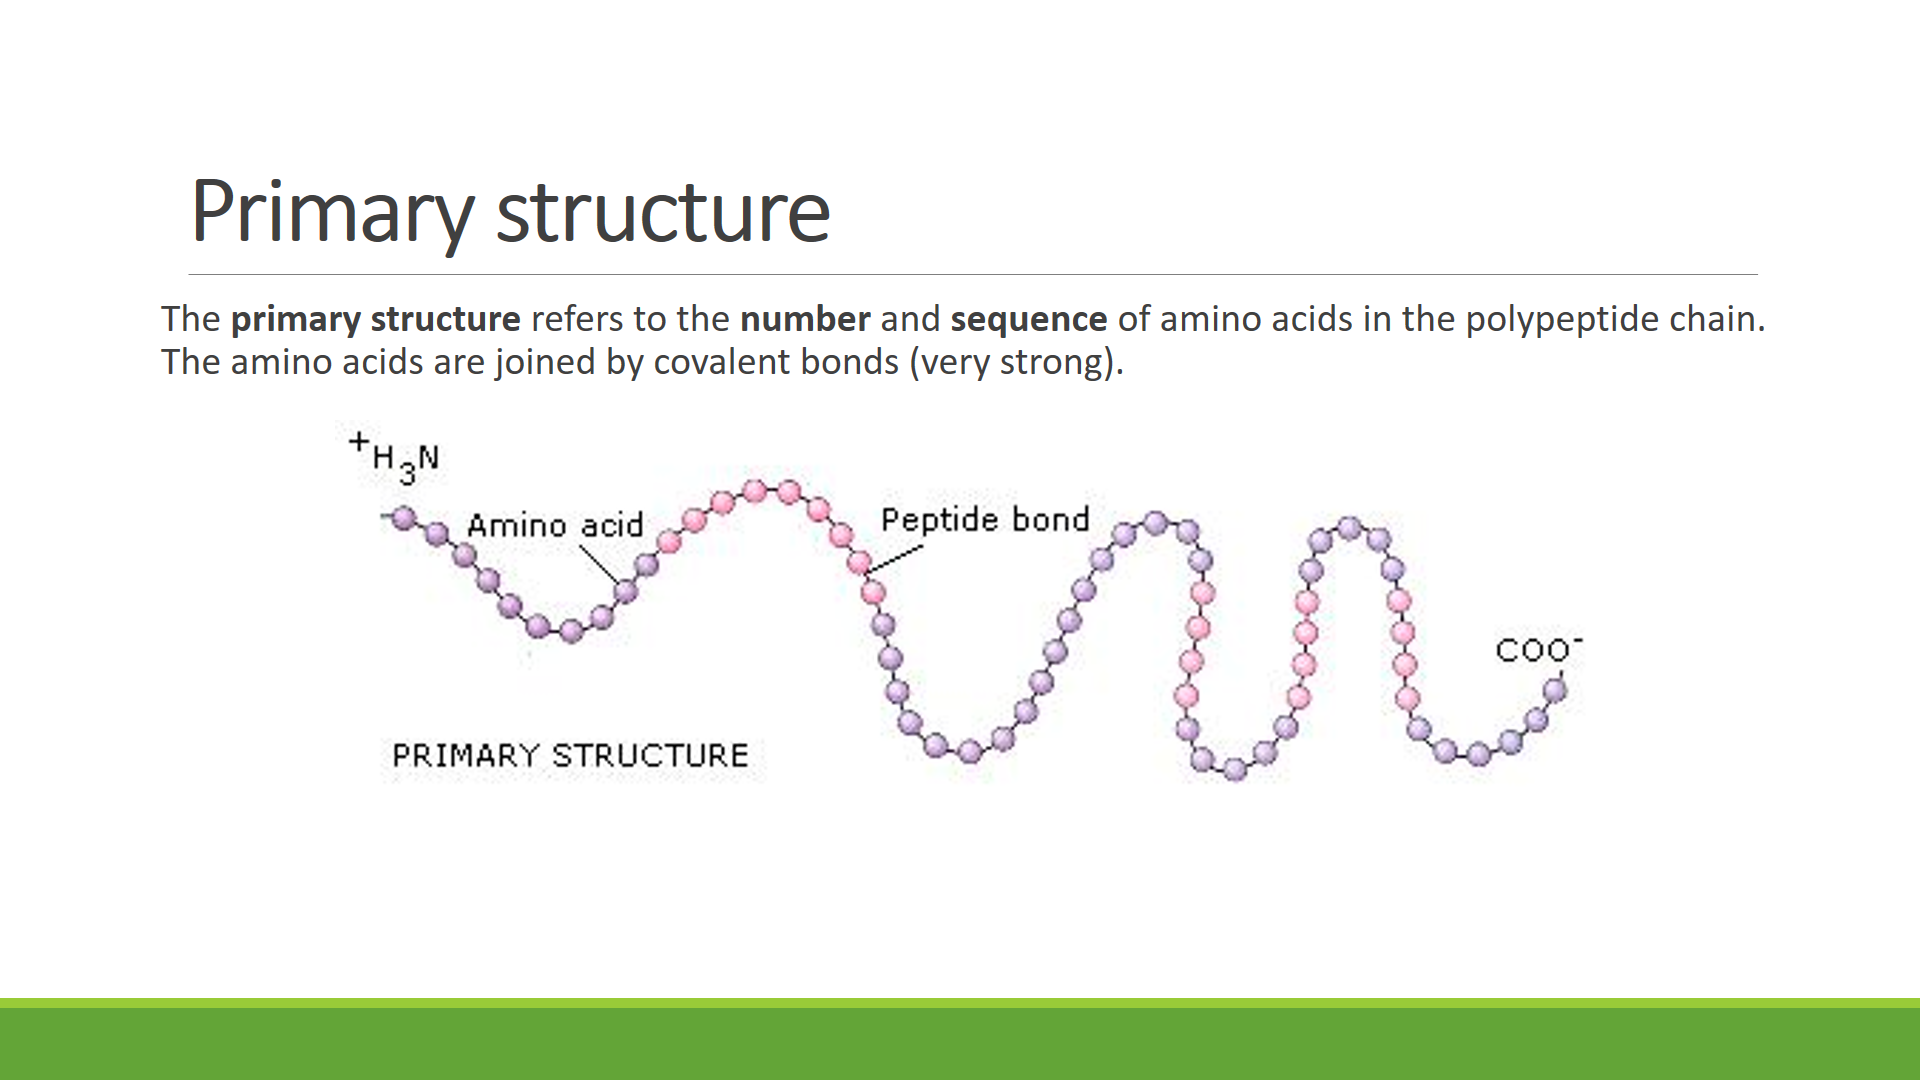 Primary structure
The primary structure refers to the number and sequence of amino acids in the polypeptide chain.
The amino acids are joined by covalent bonds (very strong).
+H3N
Amino acid
Peptide bond
COO-
PRIMARY STRUCTURE